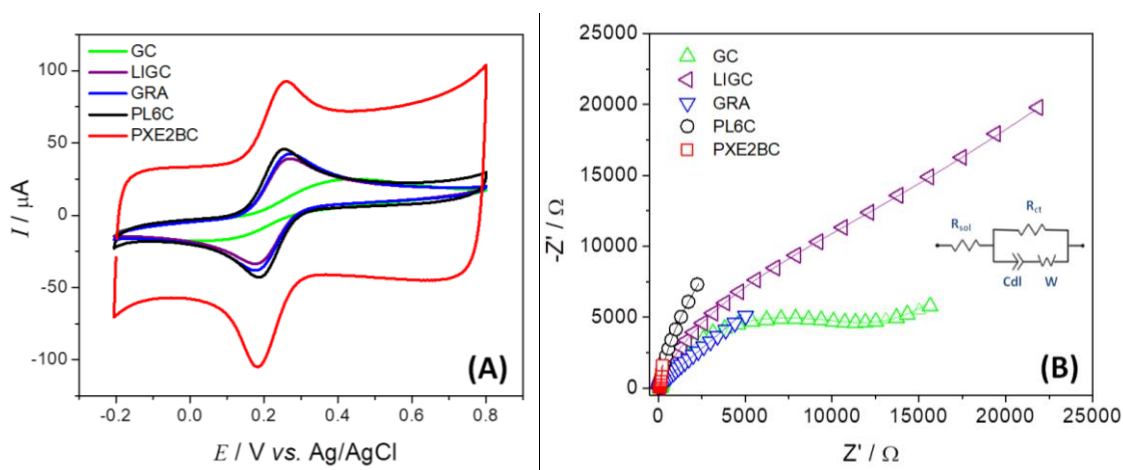 GC
LIGC
GRA
PL6C
PXE2BC
100
50
0
-50
-100
I / μA
-0.2
0.0
0.2
0.4
0.6
0.8
E / V vs. Ag/AgCl
(A)
GC
LIGC
GRA
PL6C
PXE2BC
25000
20000
15000
10000
5000
0
-Z' / Ω
0
5000
10000
15000
20000
25000
Z' / Ω
Rsol
Rct
Cdl
W
(B)